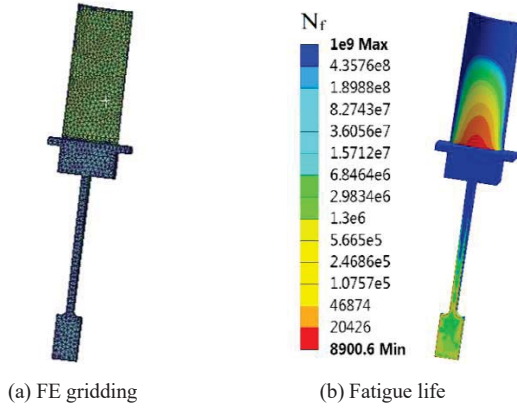 N_f
1e9 Max
4.3576e8
1.8988e8
8.2743e7
3.6056e7
1.5712e7
6.8464e6
2.9834e6
1.3e6
5.665e5
2.4686e5
1.0757e5
46874
20426
8900.6 Min
(a) FE gridding
(b) Fatigue life